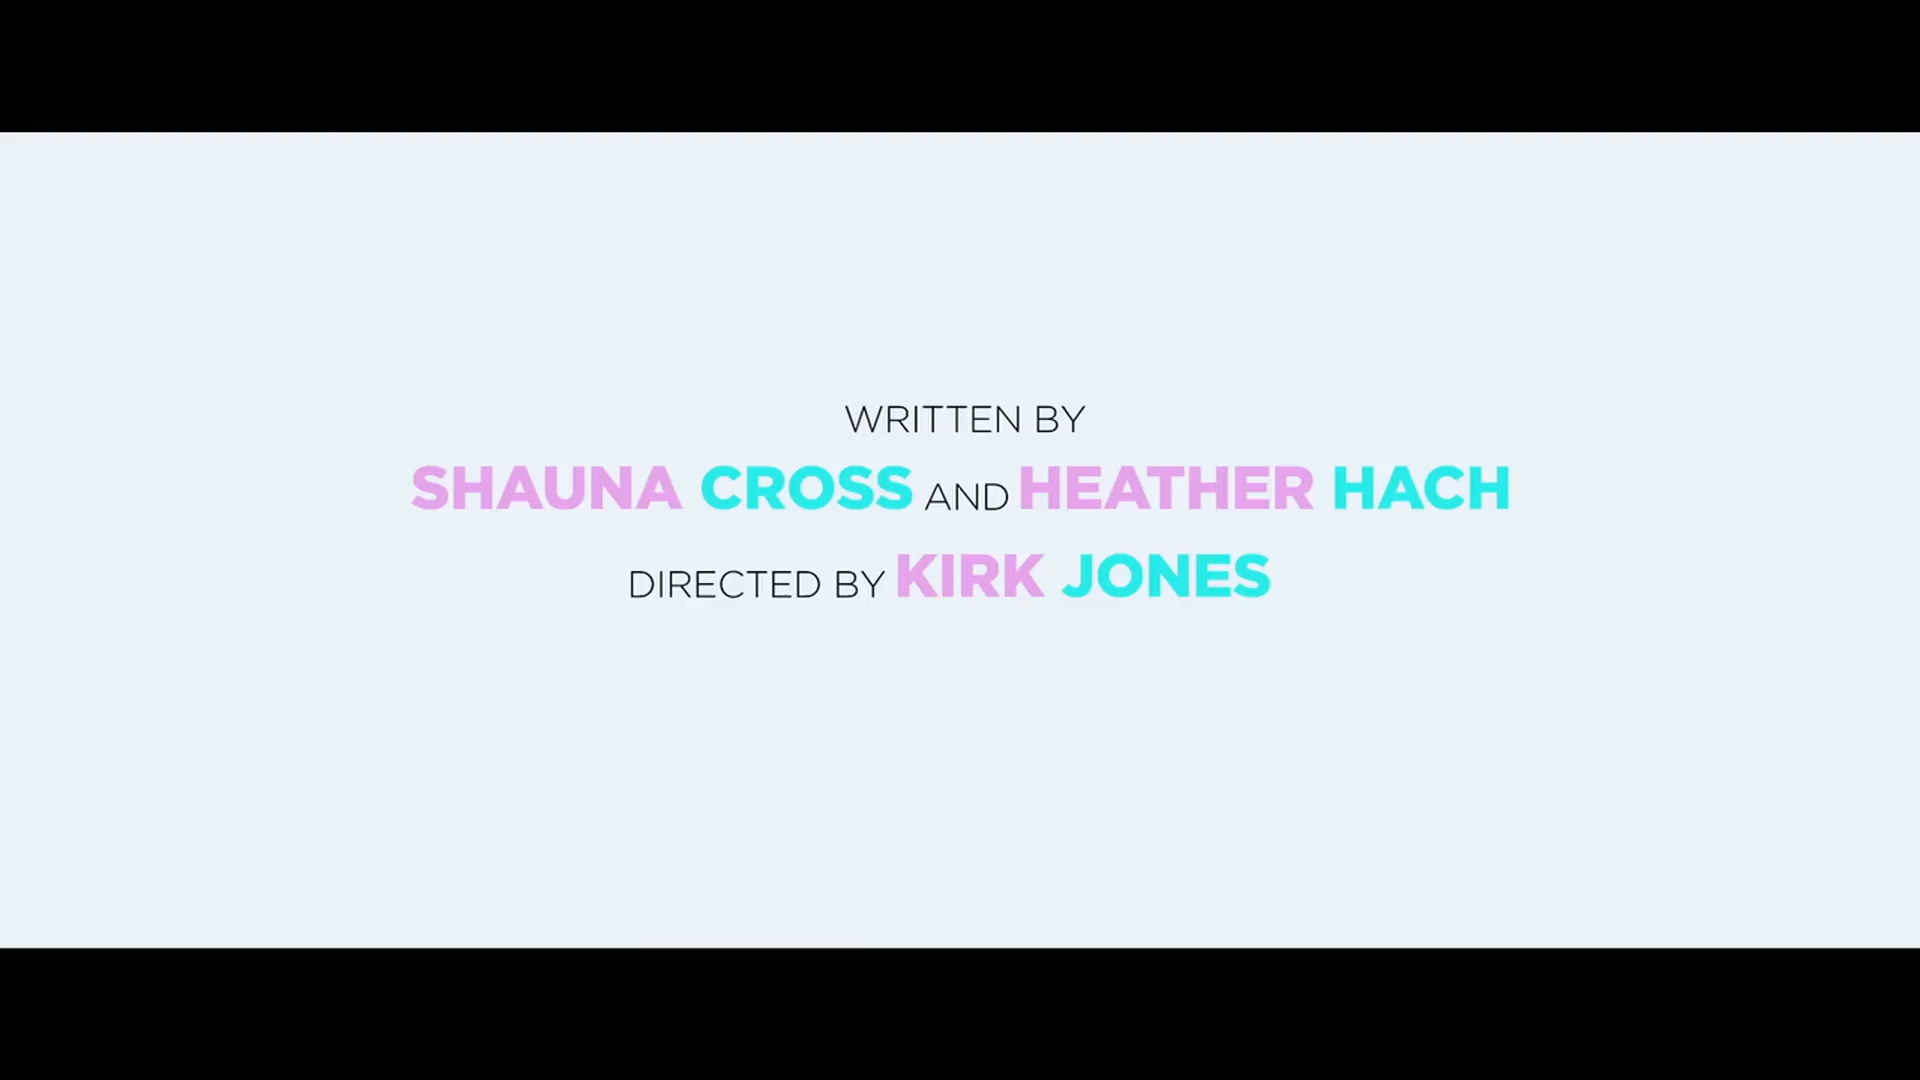 WRITTEN BY
SHAUNA CROSS AND HEATHER HACH
DIRECTED BY KIRK JONES